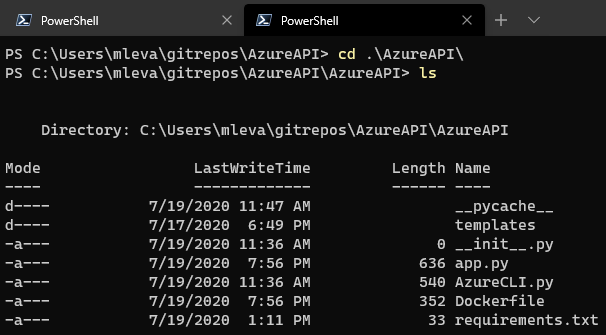 PowerShell PowerShell
PS C:\Users\mleva\gitrepos\AzureAPI> cd .\AzureAPI\
PS C:\Users\mleva\gitrepos\AzureAPI\AzureAPI> ls
Directory: C:\Users\mleva\gitrepos\AzureAPI\AzureAPI
Mode LastWriteTime Length Name
---- ------------- ------ ----
d---- 7/19/2020 11:47 AM __pycache__
d---- 7/17/2020 6:49 PM templates
-a--- 7/19/2020 11:36 AM 0 __init__.py
-a--- 7/19/2020 7:56 PM 636 app.py
-a--- 7/19/2020 11:36 AM 540 AzureCLI.py
-a--- 7/19/2020 7:56 PM 352 Dockerfile
-a--- 7/19/2020 1:11 PM 33 requirements.txt